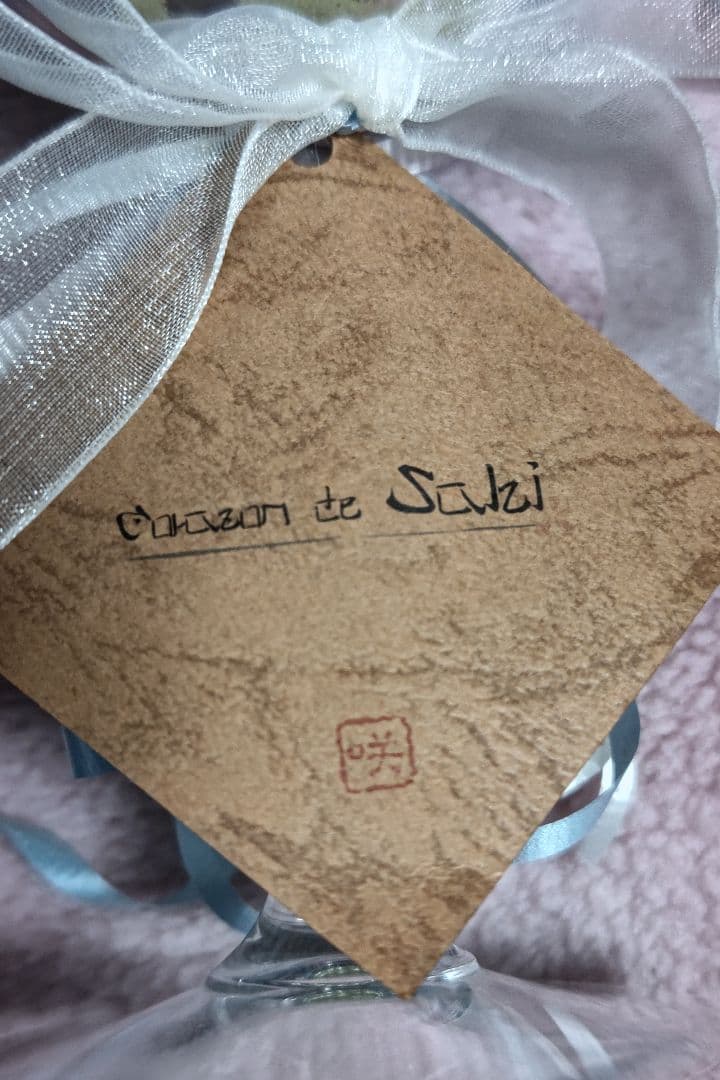 Corazon de Saki
咲